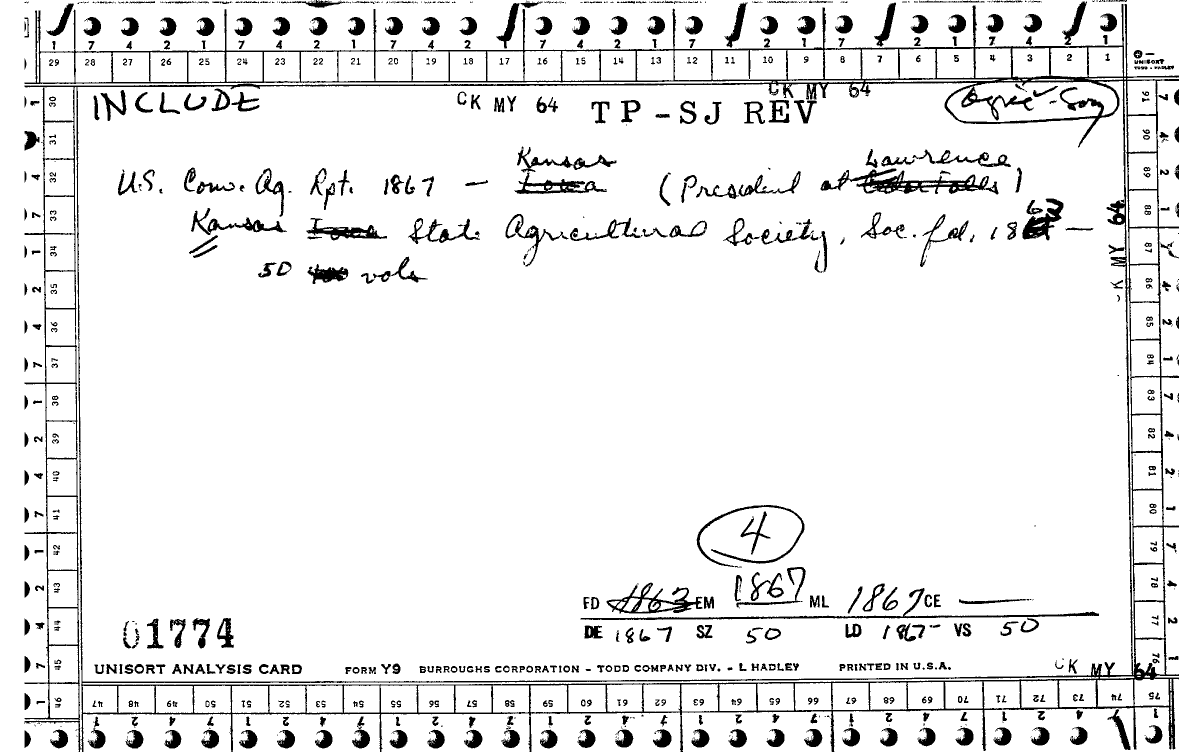 7 4 2 1 7 4 2 1 7 4 2 1 7 4 2 1 7 4 2 1 7 4 2 1 7 4 2 1
29 28 27 26 25 24 23 22 21 20 19 18 17 16 15 14 13 12 11 10 9 8 7 6 5 4 3 2 1
UNISORT
INCLUDE CK MY 64 CK MY 64
TP-SJ REV
U.S. Com. Ag. Rpt. 1867 — Iowa Kansas (President at Cedar Falls Lawrence)
Kansas Iowa State Agricultural Society, Soc. fd. 186 —
50 400 vols
CK MY 64
4
FD 1863 EM 1867 ML 1867 CE —
DE 1867 SZ 50 LD 1867- VS 50
01774
UNISORT ANALYSIS CARD FORM Y9 BURROUGHS CORPORATION – TODD COMPANY DIV. – L HADLEY PRINTED IN U.S.A.
CK MY 64
30 31 32 33 34 35 36 37 38 39 40 41 42 43 44 45 46
91 90 89 88 87 86 85 84 83 82 81 80 79 78 77 76 75
47 48 49 50 51 52 53 54 55 56 57 58 59 60 61 62 63 64 65 66 67 68 69 70 71 72 73 74